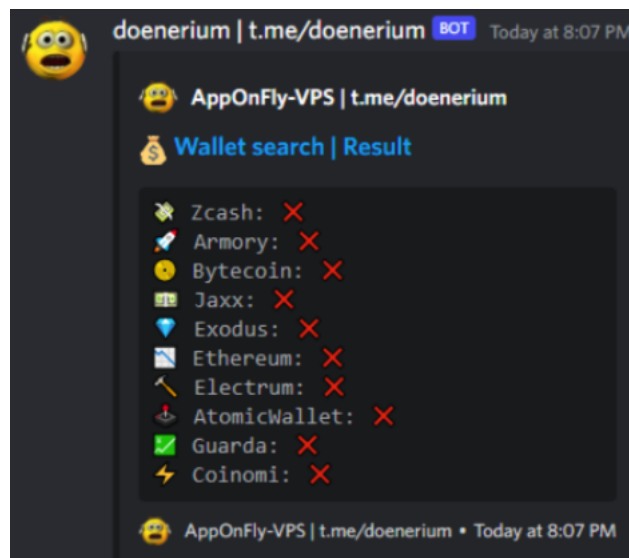 doenerium | t.me/doenerium BOT Today at 8:07 PM
AppOnFly-VPS | t.me/doenerium
Wallet search | Result
Zcash: ❌
Armory: ❌
Bytecoin: ❌
Jaxx: ❌
Exodus: ❌
Ethereum: ❌
Electrum: ❌
AtomicWallet: ❌
Guarda: ❌
Coinomi: ❌
AppOnFly-VPS | t.me/doenerium • Today at 8:07 PM